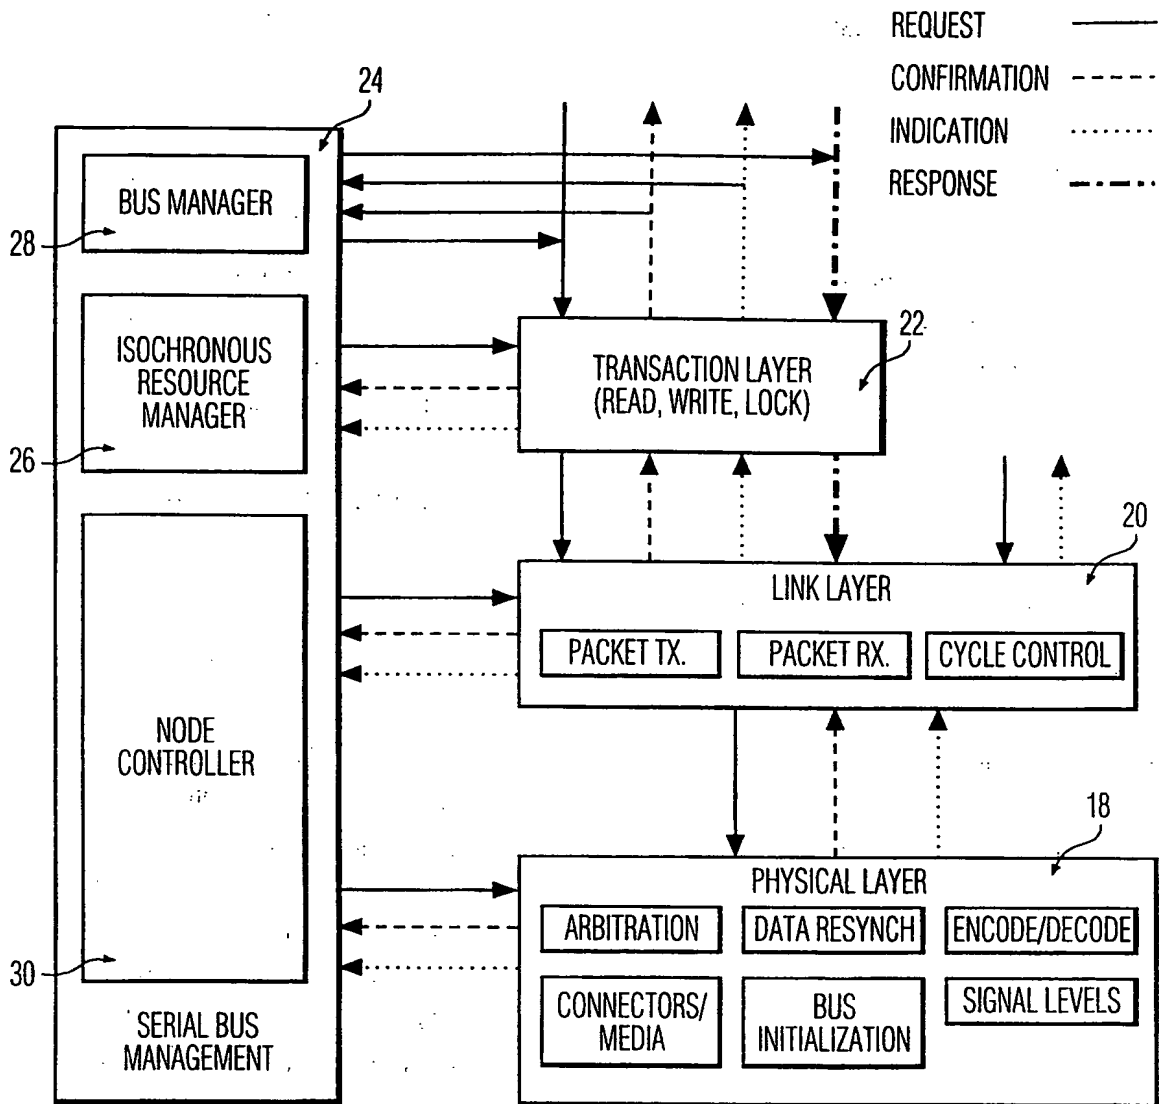 REQUEST
CONFIRMATION
INDICATION
RESPONSE
24
BUS MANAGER
28
ISOCHRONOUS
RESOURCE
MANAGER
26
22
TRANSACTION LAYER
(READ, WRITE, LOCK)
20
LINK LAYER
PACKET TX.
PACKET RX.
CYCLE CONTROL
NODE
CONTROLLER
30
SERIAL BUS
MANAGEMENT
18
PHYSICAL LAYER
ARBITRATION
DATA RESYNCH
ENCODE/DECODE
CONNECTORS/
MEDIA
BUS
INITIALIZATION
SIGNAL LEVELS